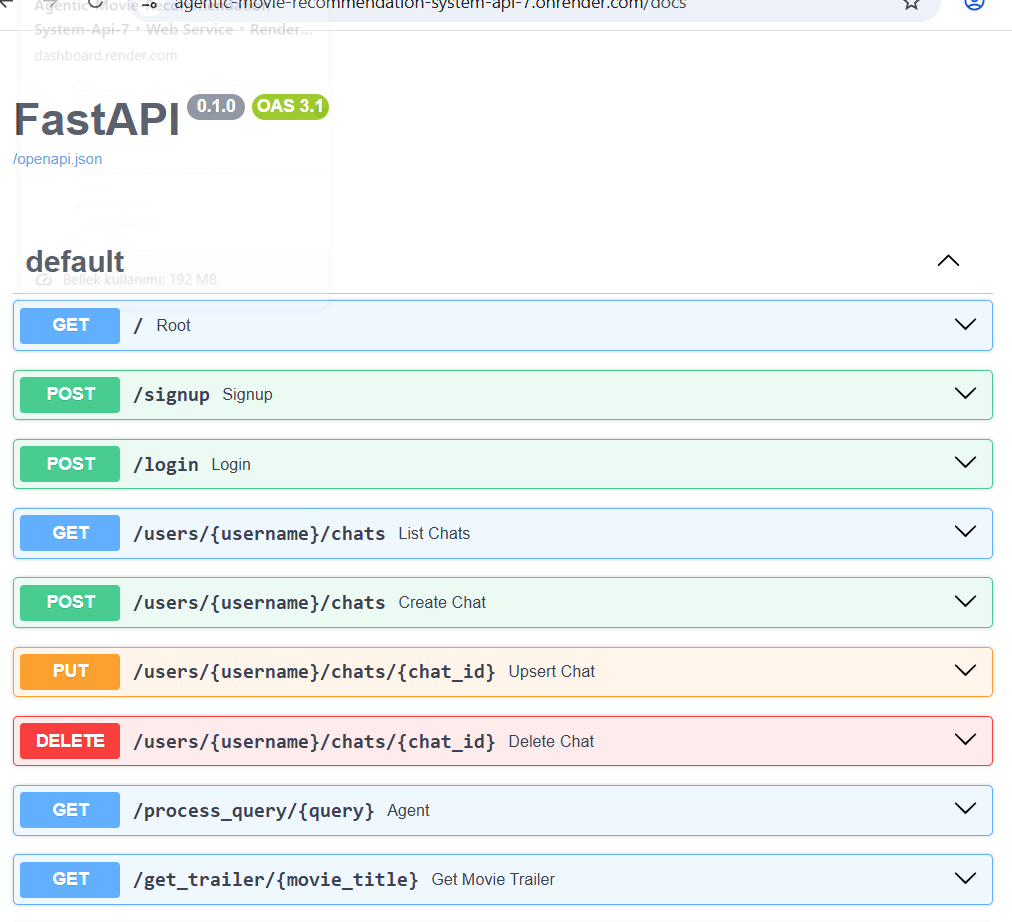 agentic-movie-recommendation-system-api-7.onrender.com/docs
Agentic-Movie-Recommendation-
System-Api-7 · Web Service · Render...
dashboard.render.com
FastAPI 0.1.0 OAS 3.1
/openapi.json
default
Bellek kullanımı: 192 MB
GET / Root
POST /signup Signup
POST /login Login
GET /users/{username}/chats List Chats
POST /users/{username}/chats Create Chat
PUT /users/{username}/chats/{chat_id} Upsert Chat
DELETE /users/{username}/chats/{chat_id} Delete Chat
GET /process_query/{query} Agent
GET /get_trailer/{movie_title} Get Movie Trailer